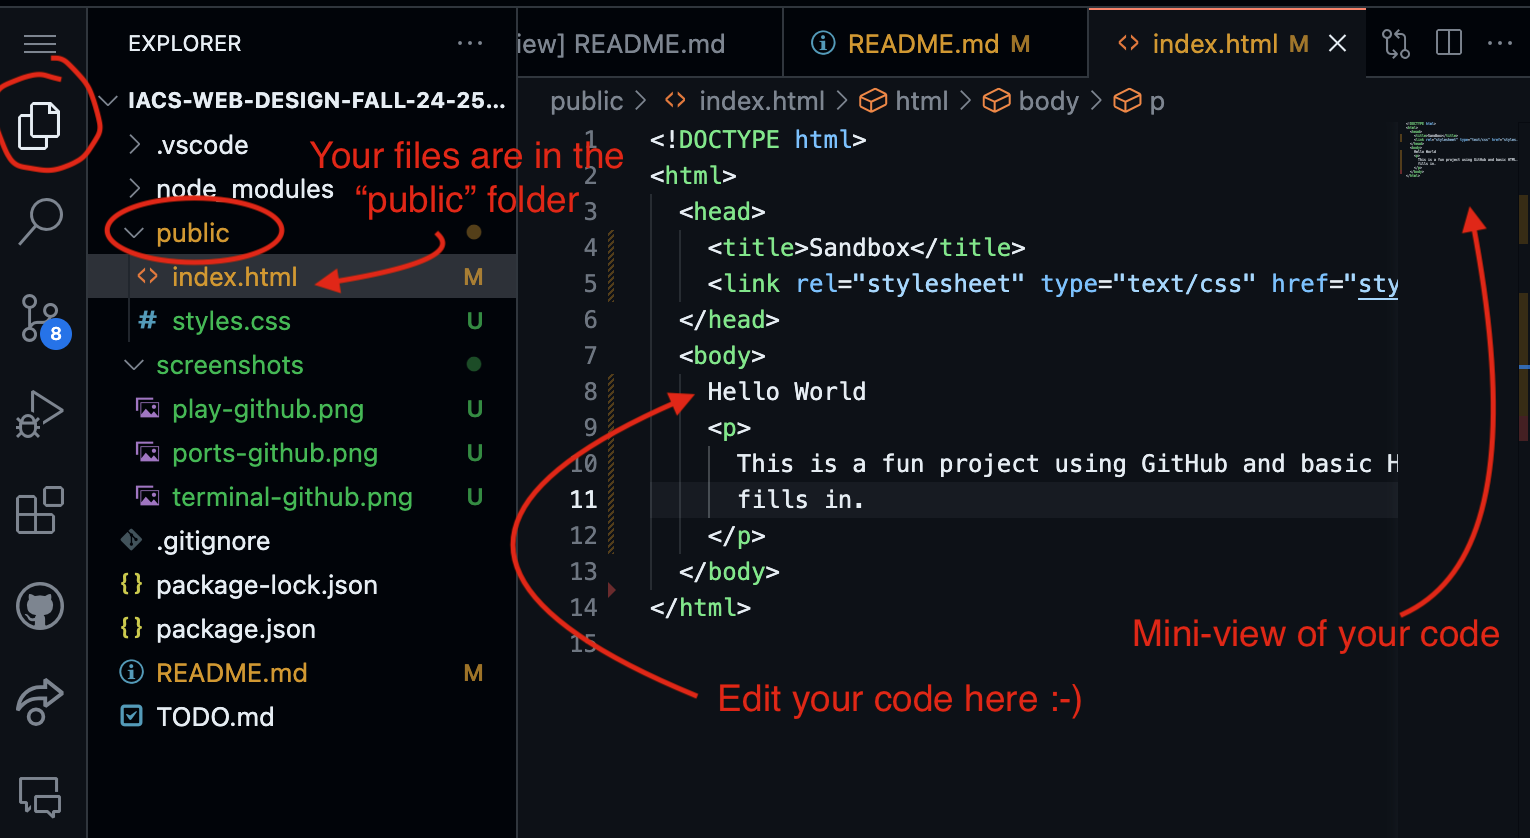 EXPLORER
IACS-WEB-DESIGN-FALL-24-25...
.vscode
node_modules
public
index.html M
styles.css U
screenshots
play-github.png U
ports-github.png U
terminal-github.png U
.gitignore
package-lock.json
package.json
README.md M
TODO.md
8
Your files are in the
“public” folder
iew] README.md
README.md M
index.html M
public > index.html > html > body > p
1 <!DOCTYPE html>
2 <html>
3 <head>
4 <title>Sandbox</title>
5 <link rel="stylesheet" type="text/css" href="sty
6 </head>
7 <body>
8 Hello World
9 <p>
10 This is a fun project using GitHub and basic H
11 fills in.
12 </p>
13 </body>
14 </html>
15
Edit your code here :-)
Mini-view of your code